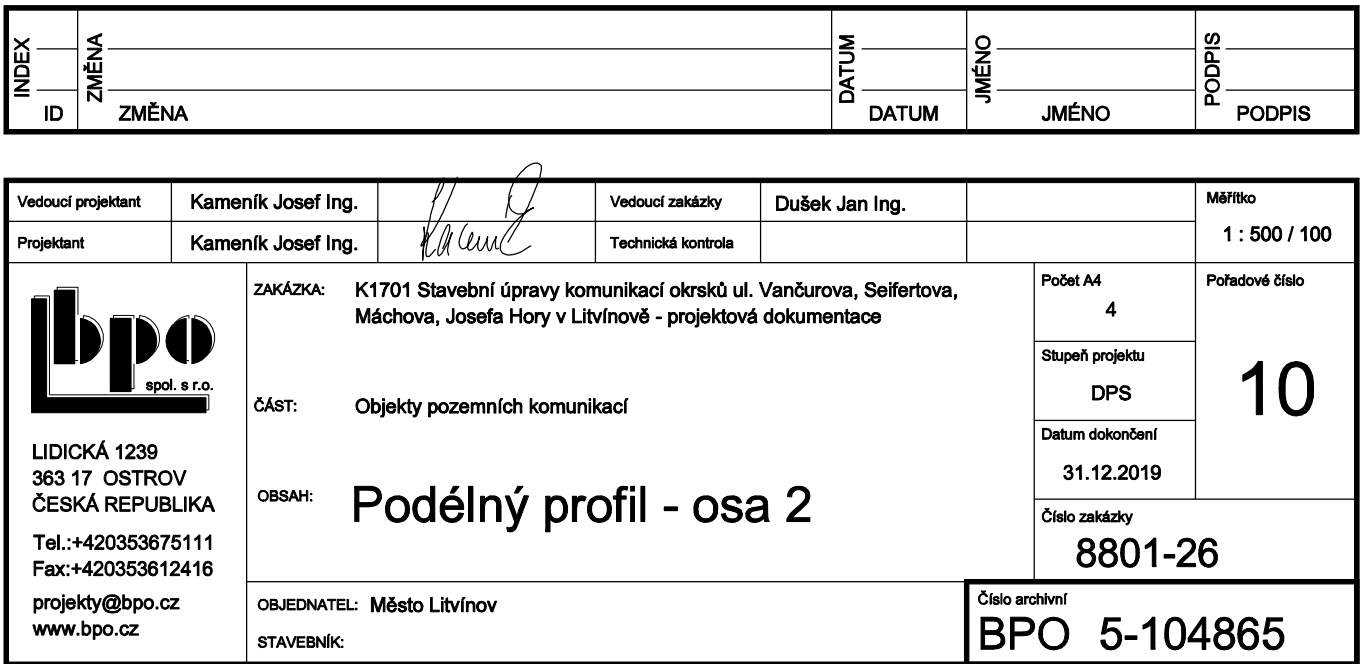 INDEX
ZMĚNA
DATUM
JMÉNO
PODPIS
ID ZMĚNA DATUM JMÉNO PODPIS
Vedoucí projektant Kameník Josef Ing. Vedoucí zakázky Dušek Jan Ing.
Měřítko
1 : 500 / 100
Projektant Kameník Josef Ing. Technická kontrola
bpo
spol. s r.o.
LIDICKÁ 1239
363 17 OSTROV
ČESKÁ REPUBLIKA
Tel.:+420353675111
Fax:+420353612416
projekty@bpo.cz
www.bpo.cz
ZAKÁZKA: K1701 Stavební úpravy komunikací okrsků ul. Vančurova, Seifertova,
Máchova, Josefa Hory v Litvínově - projektová dokumentace
ČÁST: Objekty pozemních komunikací
OBSAH: Podélný profil - osa 2
OBJEDNATEL: Město Litvínov
STAVEBNÍK:
Počet A4
4
Stupeň projektu
DPS
Datum dokončení
31.12.2019
Pořadové číslo
10
Číslo zakázky
8801-26
Číslo archivní
BPO 5-104865